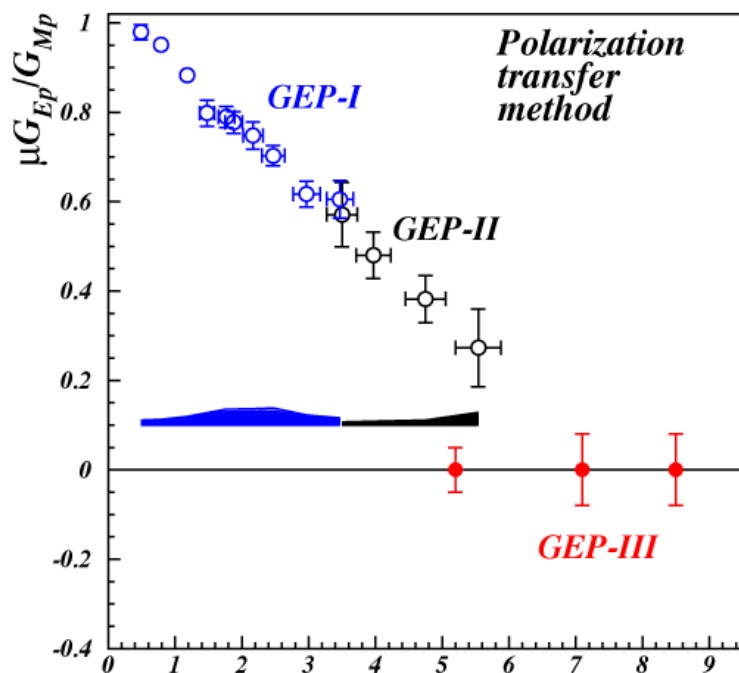 1
0.8
0.6
0.4
0.2
0
-0.2
-0.4
μG_Ep/G_Mp
Polarization
transfer
method
GEP-I
GEP-II
GEP-III
0 1 2 3 4 5 6 7 8 9